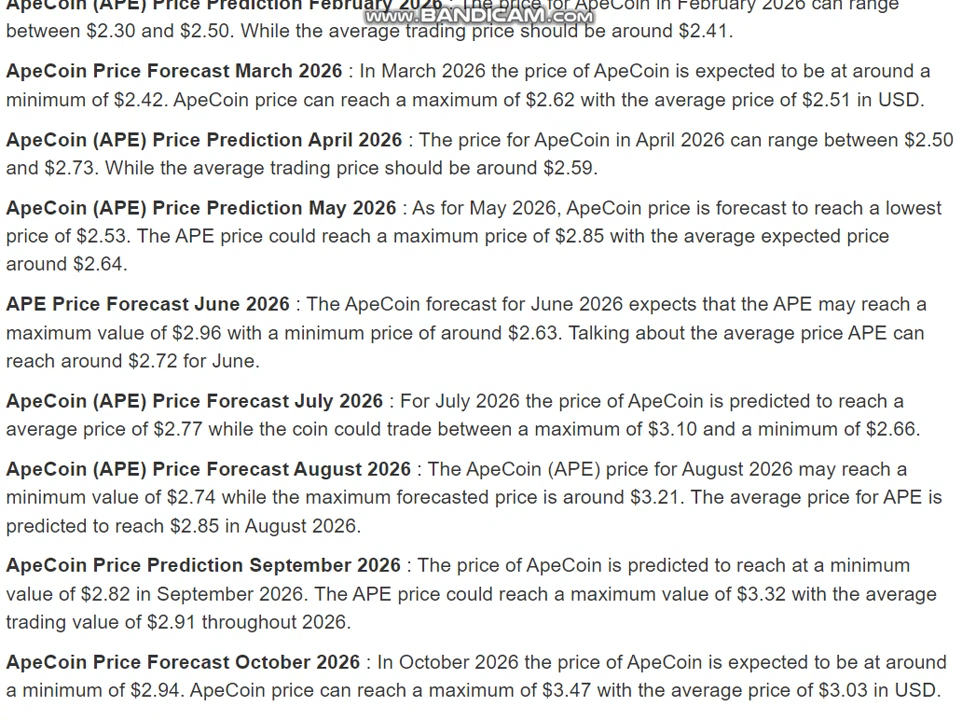 ApeCoin (APE) Price Prediction February 2026 : The price for ApeCoin in February 2026 can range
www.BANDICAM.com
between $2.30 and $2.50. While the average trading price should be around $2.41.
ApeCoin Price Forecast March 2026 : In March 2026 the price of ApeCoin is expected to be at around a
minimum of $2.42. ApeCoin price can reach a maximum of $2.62 with the average price of $2.51 in USD.
ApeCoin (APE) Price Prediction April 2026 : The price for ApeCoin in April 2026 can range between $2.50
and $2.73. While the average trading price should be around $2.59.
ApeCoin (APE) Price Prediction May 2026 : As for May 2026, ApeCoin price is forecast to reach a lowest
price of $2.53. The APE price could reach a maximum price of $2.85 with the average expected price
around $2.64.
APE Price Forecast June 2026 : The ApeCoin forecast for June 2026 expects that the APE may reach a
maximum value of $2.96 with a minimum price of around $2.63. Talking about the average price APE can
reach around $2.72 for June.
ApeCoin (APE) Price Forecast July 2026 : For July 2026 the price of ApeCoin is predicted to reach a
average price of $2.77 while the coin could trade between a maximum of $3.10 and a minimum of $2.66.
ApeCoin (APE) Price Forecast August 2026 : The ApeCoin (APE) price for August 2026 may reach a
minimum value of $2.74 while the maximum forecasted price is around $3.21. The average price for APE is
predicted to reach $2.85 in August 2026.
ApeCoin Price Prediction September 2026 : The price of ApeCoin is predicted to reach at a minimum
value of $2.82 in September 2026. The APE price could reach a maximum value of $3.32 with the average
trading value of $2.91 throughout 2026.
ApeCoin Price Forecast October 2026 : In October 2026 the price of ApeCoin is expected to be at around
a minimum of $2.94. ApeCoin price can reach a maximum of $3.47 with the average price of $3.03 in USD.